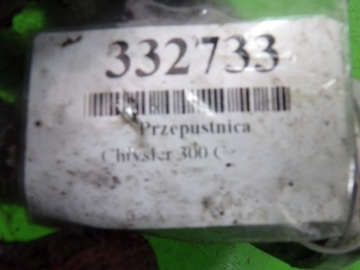 332733
Przepustnica
Chrysler 300 C